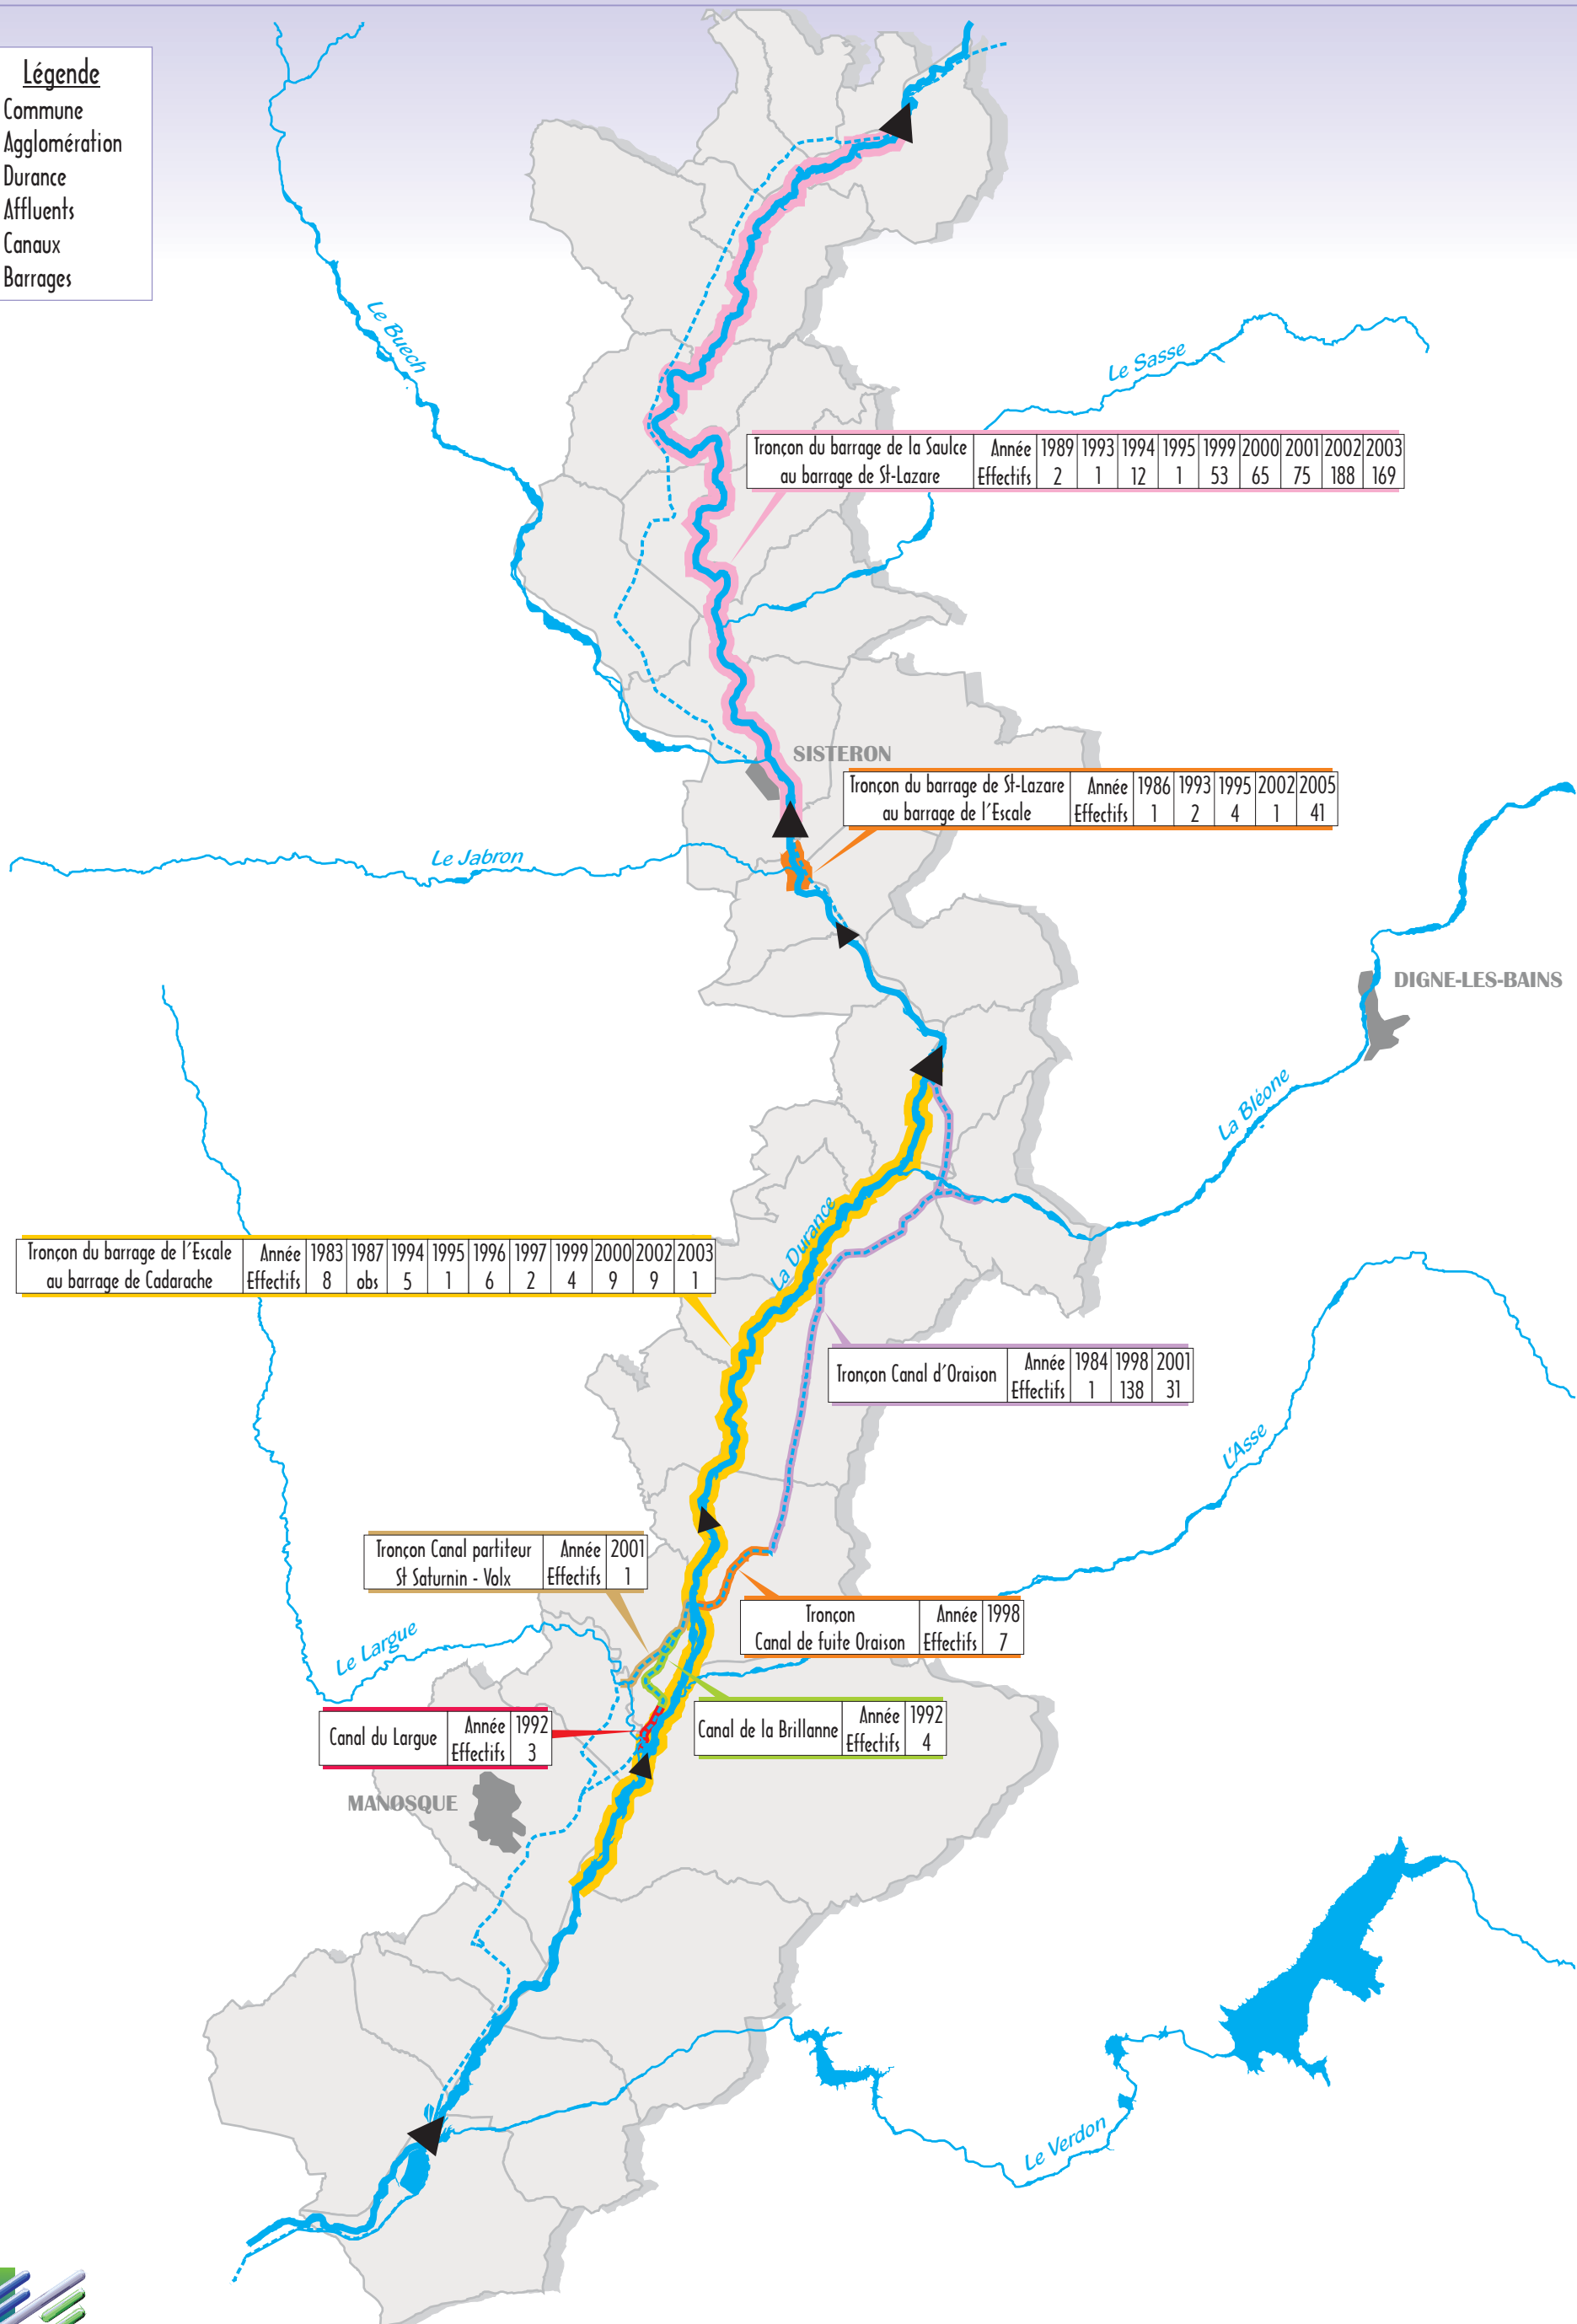 Légende
Commune
Agglomération
Durance
Affluents
Canaux
Barrages
Le Buech
Le Sasse
Tronçon du barrage de la Saulce Année 1989 1993 1994 1995 1999 2000 2001 2002 2003
au barrage de St-Lazare Effectifs 2 1 12 1 53 65 75 188 169
SISTERON
Tronçon du barrage de St-Lazare Année 1986 1993 1995 2002 2005
au barrage de l'Escale Effectifs 1 2 4 1 41
Le Jabron
DIGNE-LES-BAINS
La Bléone
La Durance
Tronçon du barrage de l'Escale Année 1983 1987 1994 1995 1996 1997 1999 2000 2002 2003
au barrage de Cadarache Effectifs 8 obs 5 1 6 2 4 9 9 1
Tronçon Canal d'Oraison Année 1984 1998 2001
Effectifs 1 138 31
L'Asse
Tronçon Canal partiteur Année 2001
St Saturnin - Volx Effectifs 1
Tronçon Année 1998
Canal de fuite Oraison Effectifs 7
Le Largue
Canal du Largue Année 1992
Effectifs 3
Canal de la Brillanne Année 1992
Effectifs 4
MANOSQUE
Le Verdon